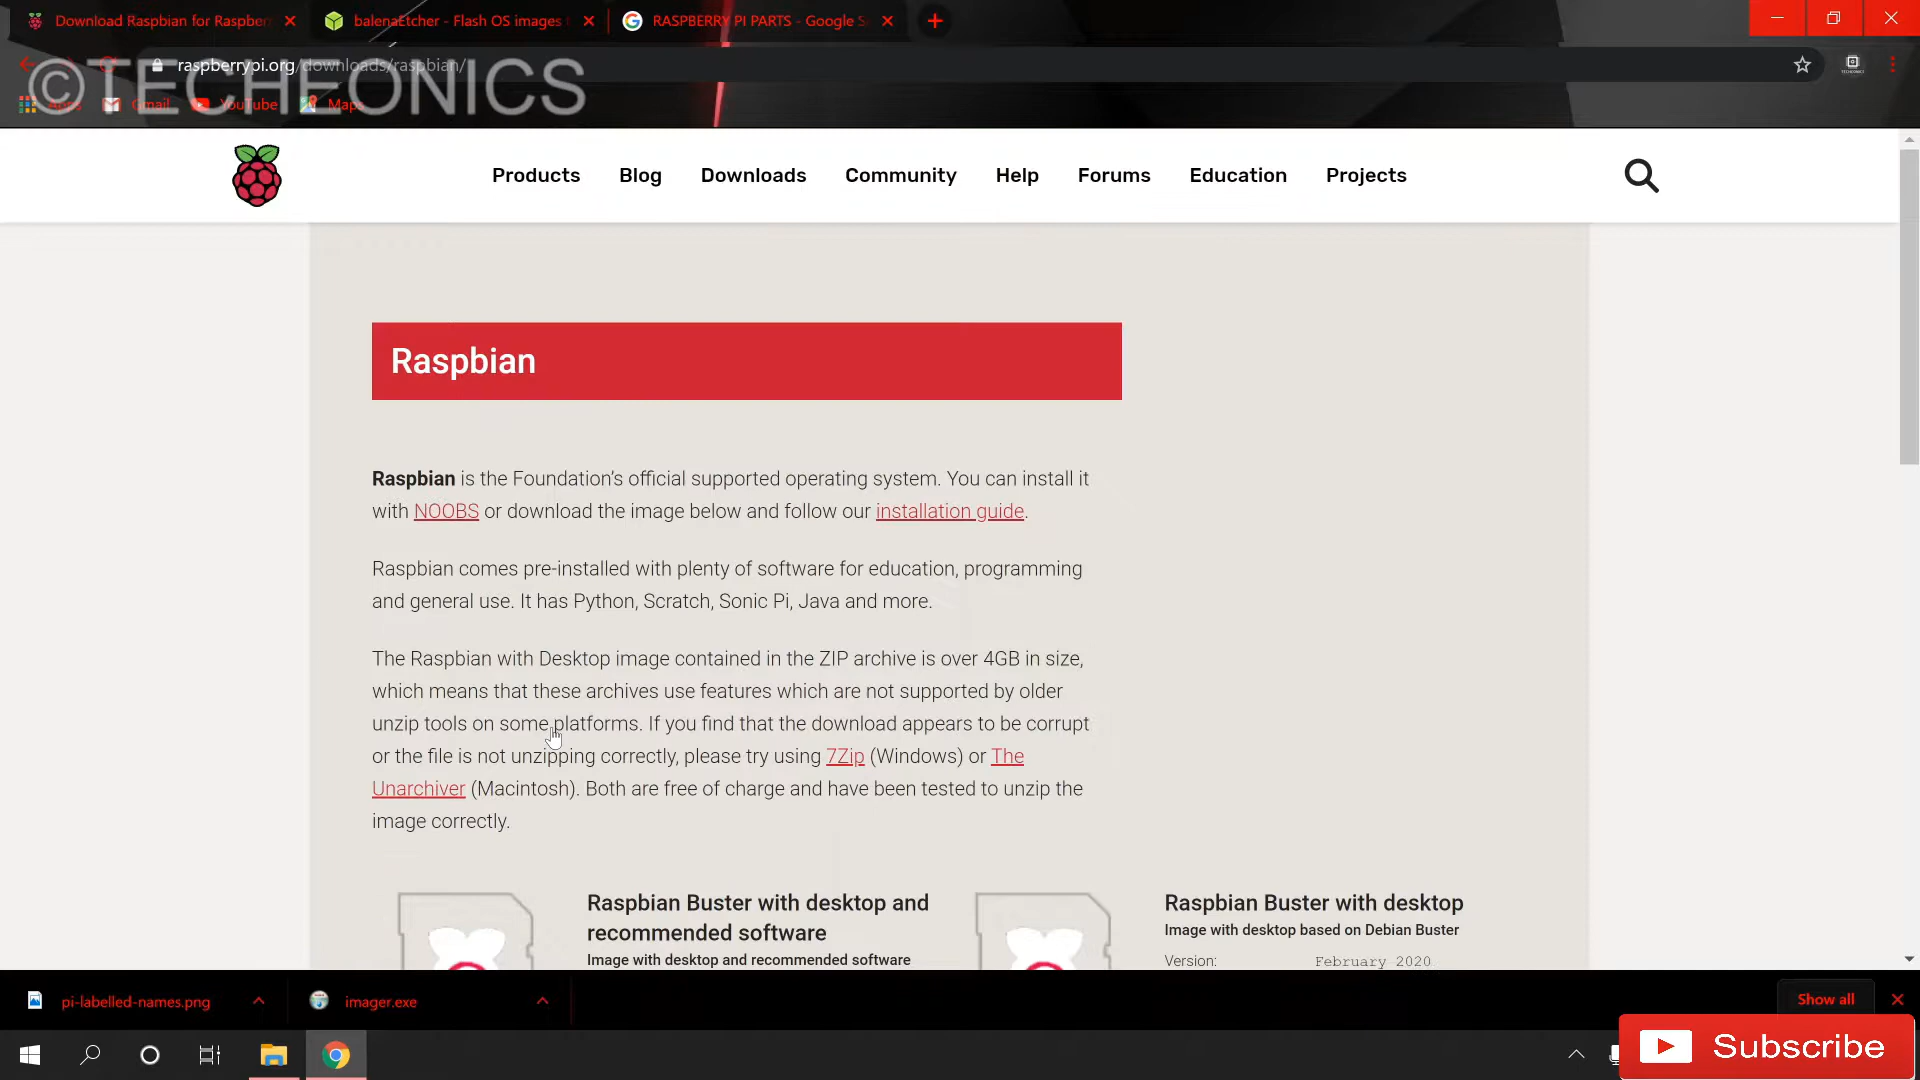 Download Raspbian for Raspber
balenaEtcher - Flash OS images t
RASPBERRY PI PARTS - Google S
raspberrypi.org/downloads/raspbian/
©TECHEONICS
Apps
Gmail
YouTube
Maps
Products
Blog
Downloads
Community
Help
Forums
Education
Projects
Raspbian
Raspbian is the Foundation's official supported operating system. You can install it
with NOOBS or download the image below and follow our installation guide.
Raspbian comes pre-installed with plenty of software for education, programming
and general use. It has Python, Scratch, Sonic Pi, Java and more.
The Raspbian with Desktop image contained in the ZIP archive is over 4GB in size,
which means that these archives use features which are not supported by older
unzip tools on some platforms. If you find that the download appears to be corrupt
or the file is not unzipping correctly, please try using 7Zip (Windows) or The
Unarchiver (Macintosh). Both are free of charge and have been tested to unzip the
image correctly.
Raspbian Buster with desktop and
recommended software
Image with desktop and recommended software
Raspbian Buster with desktop
Image with desktop based on Debian Buster
Version: February 2020
pi-labelled-names.png
imager.exe
Show all
Subscribe